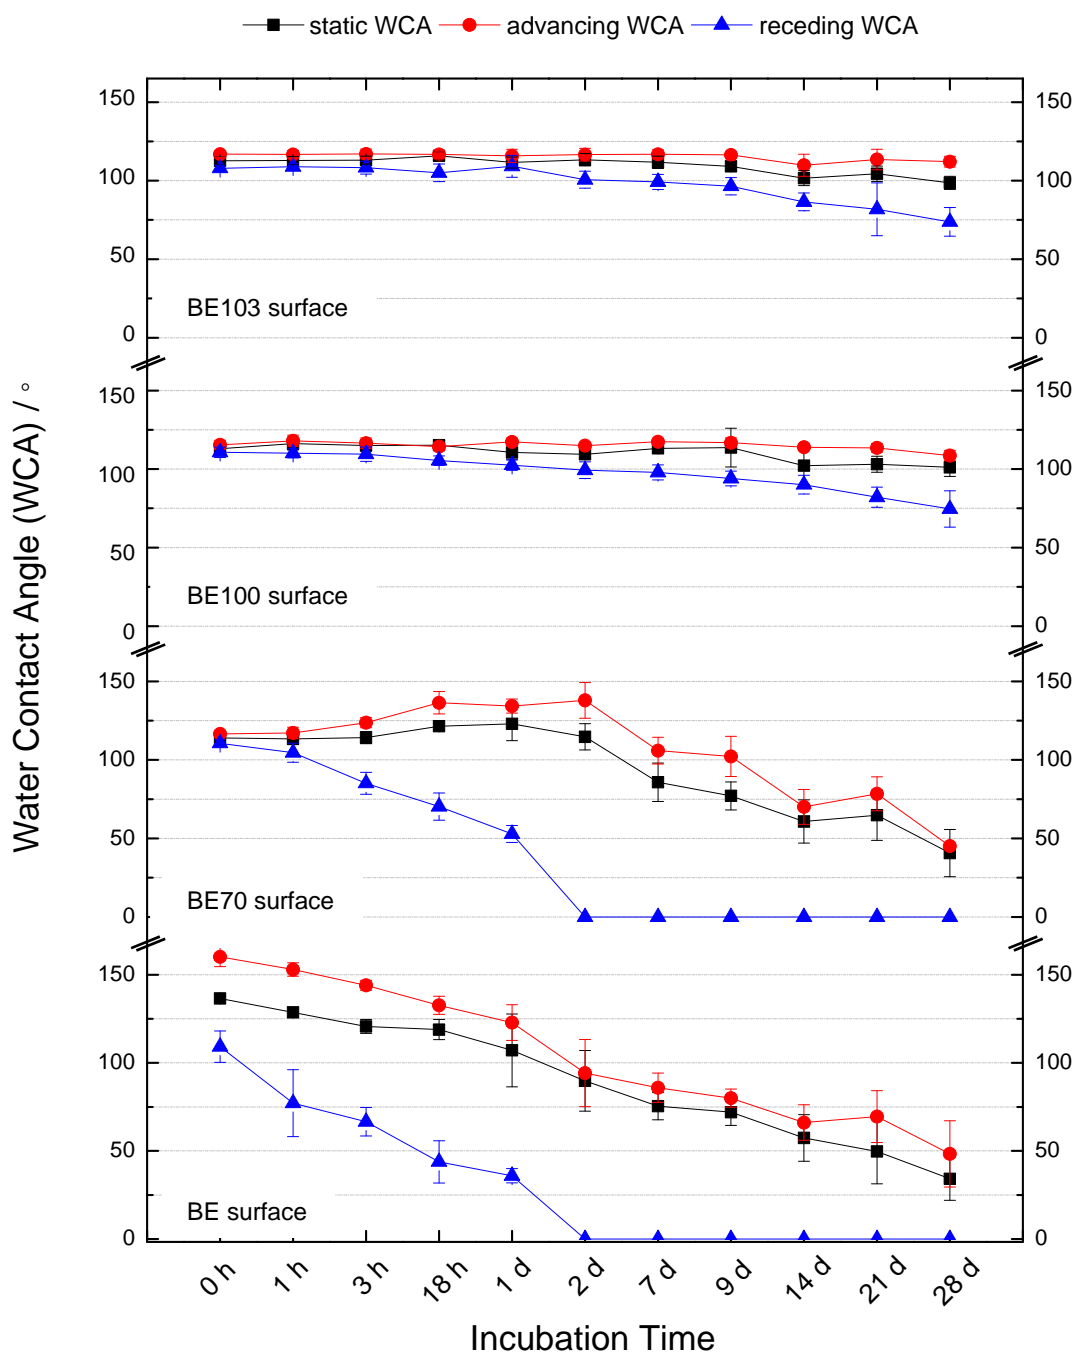 static WCA advancing WCA receding WCA
150 150
100 100
50 50
BE103 surface
0 0
150 150
100 100
50 50
BE100 surface
0 0
150 150
100 100
50 50
BE70 surface
0 0
150 150
100 100
50 50
BE surface
0 0
Water Contact Angle (WCA) / °
0 h 1 h 3 h 18 h 1 d 2 d 7 d 9 d 14 d 21 d 28 d
Incubation Time